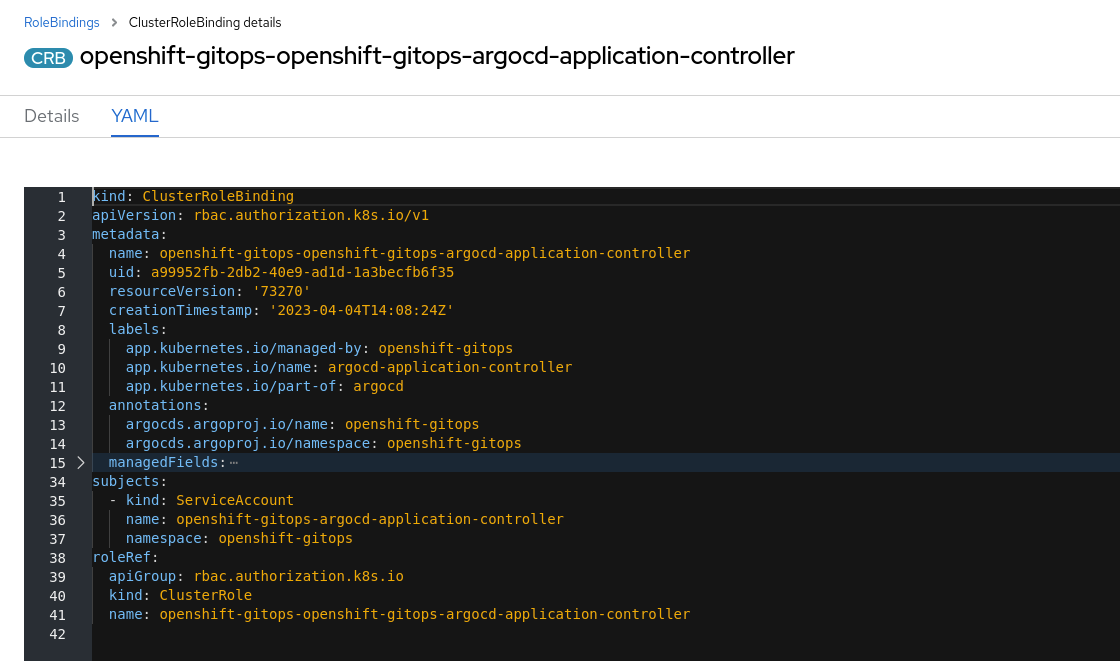 RoleBindings > ClusterRoleBinding details
CRB openshift-gitops-openshift-gitops-argocd-application-controller
Details YAML
1 kind: ClusterRoleBinding
2 apiVersion: rbac.authorization.k8s.io/v1
3 metadata:
4   name: openshift-gitops-openshift-gitops-argocd-application-controller
5   uid: a99952fb-2db2-40e9-ad1d-1a3becfb6f35
6   resourceVersion: '73270'
7   creationTimestamp: '2023-04-04T14:08:24Z'
8   labels:
9     app.kubernetes.io/managed-by: openshift-gitops
10     app.kubernetes.io/name: argocd-application-controller
11     app.kubernetes.io/part-of: argocd
12   annotations:
13     argocds.argoproj.io/name: openshift-gitops
14     argocds.argoproj.io/namespace: openshift-gitops
15 >   managedFields: ⋯
34 subjects:
35   - kind: ServiceAccount
36     name: openshift-gitops-argocd-application-controller
37     namespace: openshift-gitops
38 roleRef:
39   apiGroup: rbac.authorization.k8s.io
40   kind: ClusterRole
41   name: openshift-gitops-openshift-gitops-argocd-application-controller
42